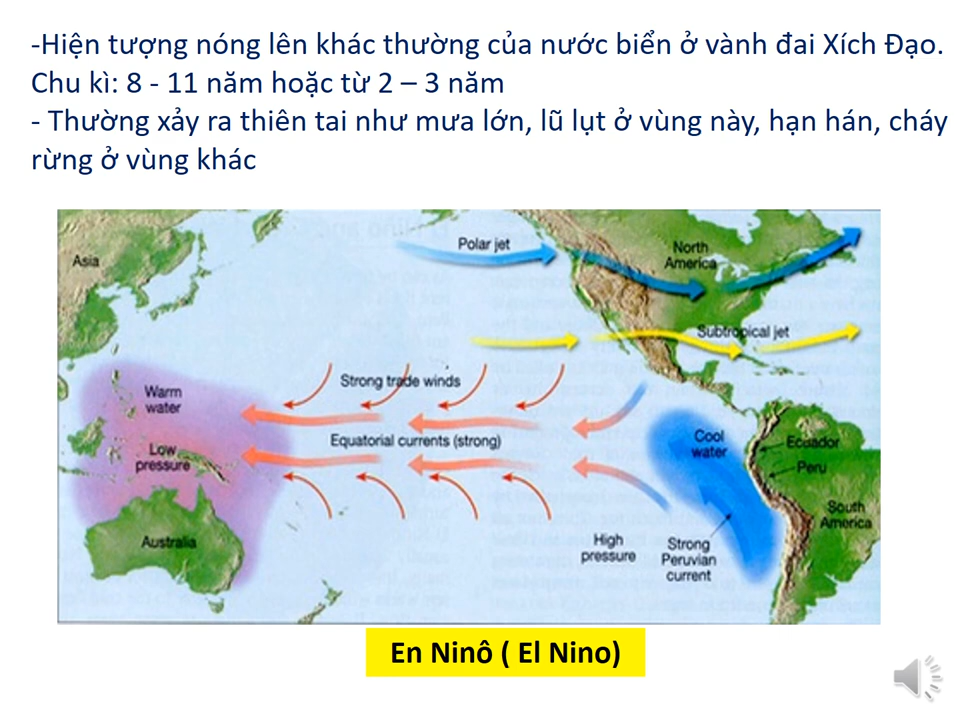 -Hiện tượng nóng lên khác thường của nước biển ở vành đai Xích Đạo.
Chu kì: 8 - 11 năm hoặc từ 2 – 3 năm
- Thường xảy ra thiên tai như mưa lớn, lũ lụt ở vùng này, hạn hán, cháy
rừng ở vùng khác
Polar jet
North
America
Asia
Subtropical jet
Strong trade winds
Warm
water
Equatorial currents (strong)
Cool
water
Ecuador
Low
pressure
Peru
South
America
Australia
High
pressure
Strong
Peruvian
current
En Ninô ( El Nino)